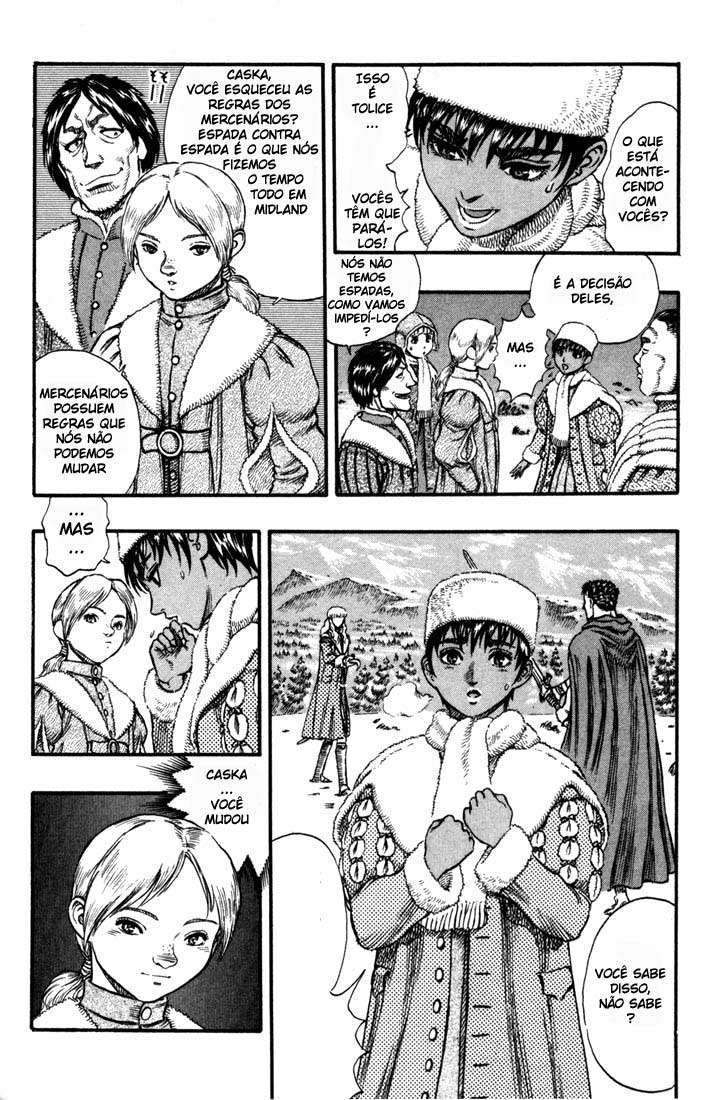 O QUE
ESTÁ
ACONTE-
CENDO
COM
VOCÊS?
ISSO
É
TOLICE
...
VOCÊS
TÊM QUE
PARÁ-
LOS!
É A DECISÃO
DELES,
MAS
...
NÓS NÃO
TEMOS
ESPADAS,
COMO VAMOS
IMPEDÍ-LOS
?
CASKA,
VOCÊ ESQUECEU AS
REGRAS DOS
MERCENÁRIOS?
ESPADA CONTRA
ESPADA É O QUE NÓS
FIZEMOS
O TEMPO
TODO EM
MIDLAND
MERCENÁRIOS
POSSUEM
REGRAS QUE
NÓS NÃO
PODEMOS
MUDAR
...
MAS
...
CASKA
...
VOCÊ
MUDOU
VOCÊ SABE
DISSO,
NÃO SABE
?